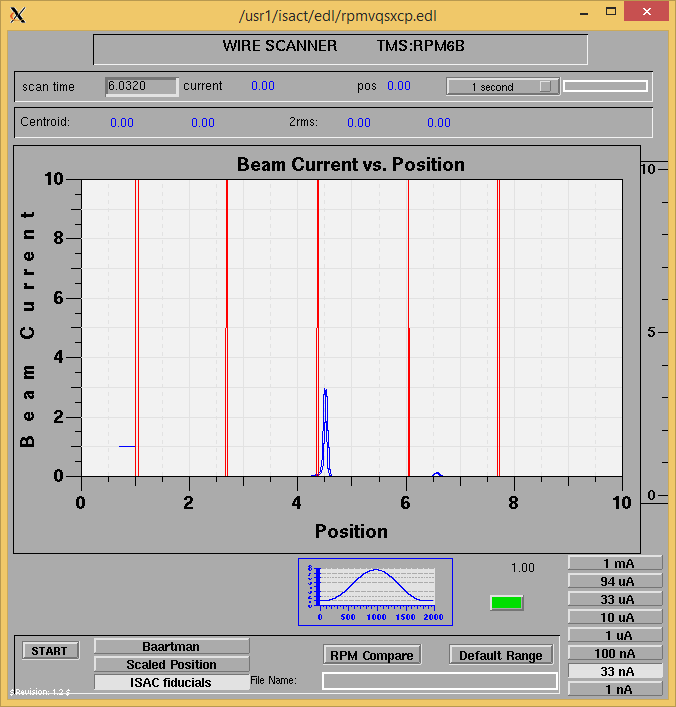 /usr1/isact/edl/rpmvqsxcp.edl
WIRE SCANNER TMS:RPM6B
scan time 6.0320 current 0.00 pos 0.00 1 second
Centroid: 0.00 0.00 2rms: 0.00 0.00
Beam Current vs. Position
10
8
6
4
2
0
Beam Current
10
5
0
0 2 4 6 8 10
Position
8
0 500 1000 1500 2000
1.00
1 mA
94 uA
33 uA
10 uA
1 uA
100 nA
33 nA
1 nA
START
Baartman
Scaled Position
ISAC fiducials
RPM Compare
Default Range
File Name:
$Revision: 1.2 $